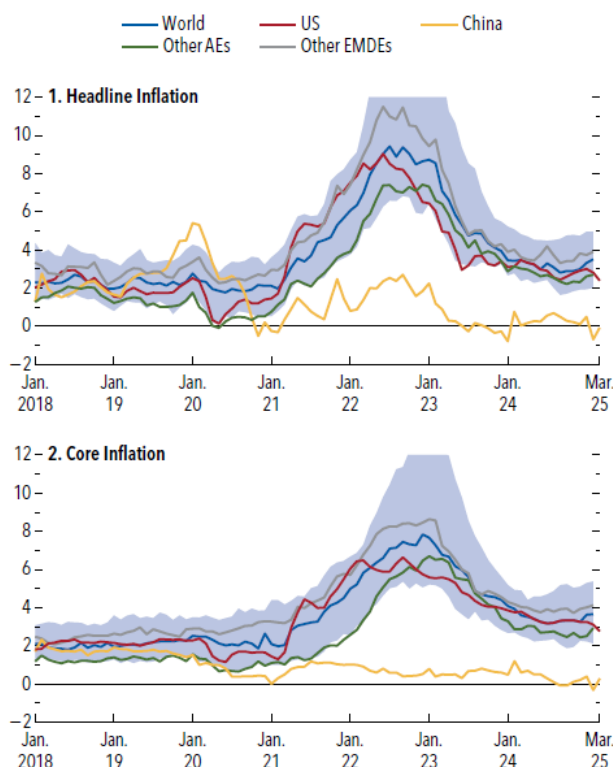 World US China
Other AEs Other EMDEs
1. Headline Inflation
12
10
8
6
4
2
0
−2
Jan. Jan. Jan. Jan. Jan. Jan. Jan. Mar.
2018 19 20 21 22 23 24 25
2. Core Inflation
12
10
8
6
4
2
0
−2
Jan. Jan. Jan. Jan. Jan. Jan. Jan. Mar.
2018 19 20 21 22 23 24 25